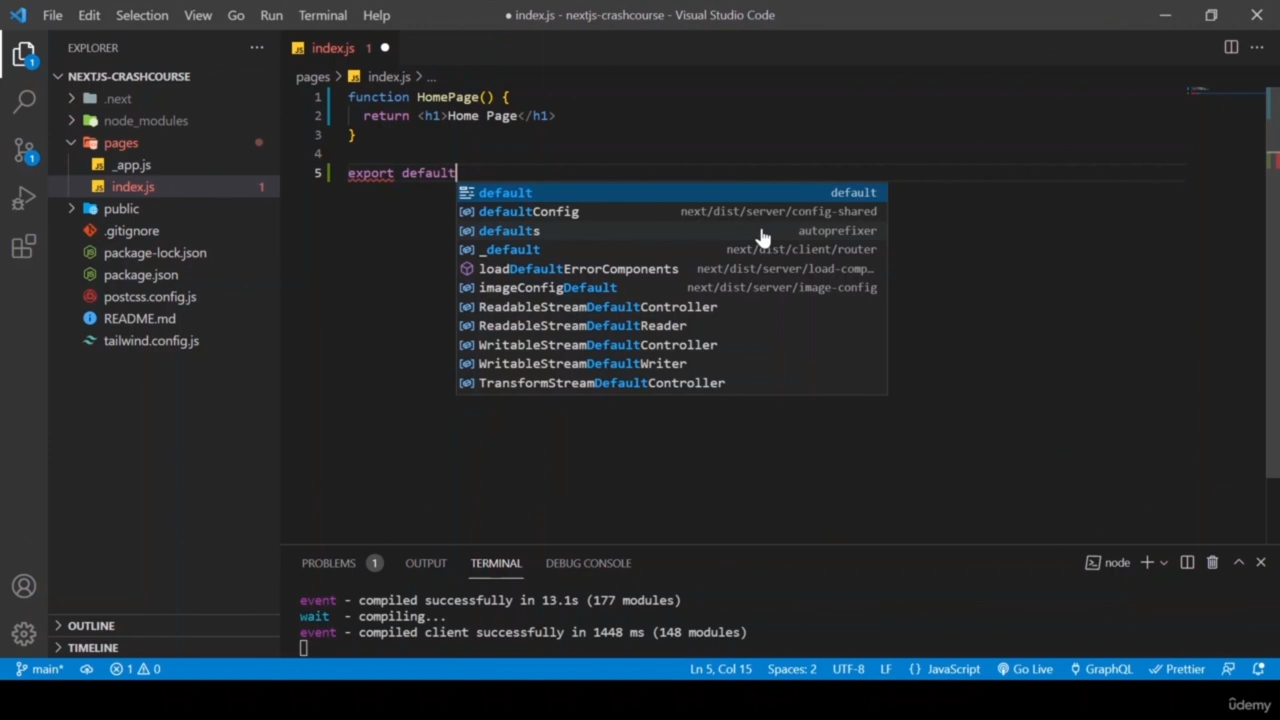 File Edit Selection View Go Run Terminal Help
● index.js - nextjs-crashcourse - Visual Studio Code
EXPLORER
NEXTJS-CRASHCOURSE
.next
node_modules
pages
_app.js
index.js 1
public
.gitignore
package-lock.json
package.json
postcss.config.js
README.md
tailwind.config.js
OUTLINE
TIMELINE
1
1
JS index.js 1 ●
pages > JS index.js > ...
1 function HomePage() {
2 return <h1>Home Page</h1>
3 }
4
5 export default
default default
defaultConfig next/dist/server/config-shared
defaults autoprefixer
_default next/dist/client/router
loadDefaultErrorComponents next/dist/server/load-comp…
imageConfigDefault next/dist/server/image-config
ReadableStreamDefaultController
ReadableStreamDefaultReader
WritableStreamDefaultController
WritableStreamDefaultWriter
TransformStreamDefaultController
PROBLEMS 1 OUTPUT TERMINAL DEBUG CONSOLE
node
event - compiled successfully in 13.1s (177 modules)
wait - compiling...
event - compiled client successfully in 1448 ms (148 modules)
main* 1 0
Ln 5, Col 15 Spaces: 2 UTF-8 LF {} JavaScript Go Live GraphQL Prettier
ûdemy